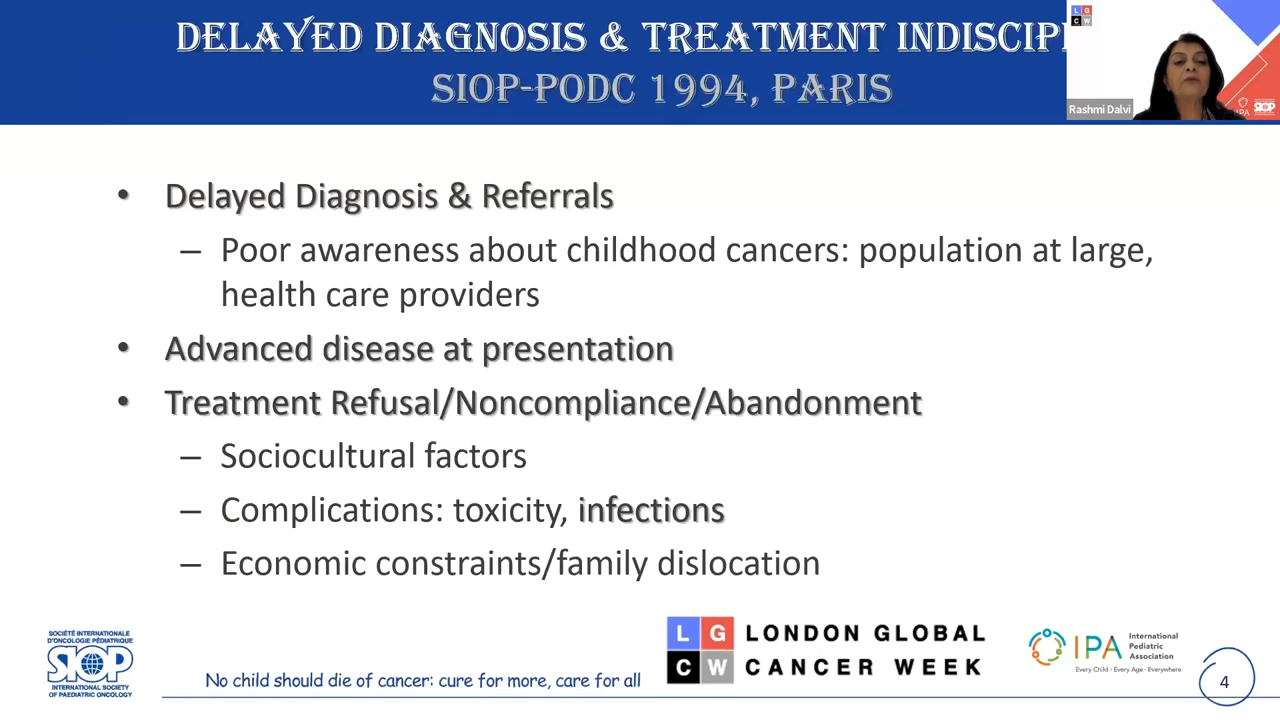 DELAYED DIAGNOSIS & TREATMENT
SIOP-PODC 1994, PARIS
L G
C W
Rashmi Dalvi
IPA
SIOP
• Delayed Diagnosis & Referrals
– Poor awareness about childhood cancers: population at large,
health care providers
• Advanced disease at presentation
• Treatment Refusal/Noncompliance/Abandonment
– Sociocultural factors
– Complications: toxicity, infections
– Economic constraints/family dislocation
SOCIÉTÉ INTERNATIONALE
D'ONCOLOGIE PÉDIATRIQUE
SIOP
INTERNATIONAL SOCIETY
OF PAEDIATRIC ONCOLOGY
No child should die of cancer: cure for more, care for all
L G
C W
LONDON GLOBAL
CANCER WEEK
IPA
International
Pediatric
Association
Every Child · Every Age · Everywhere
4